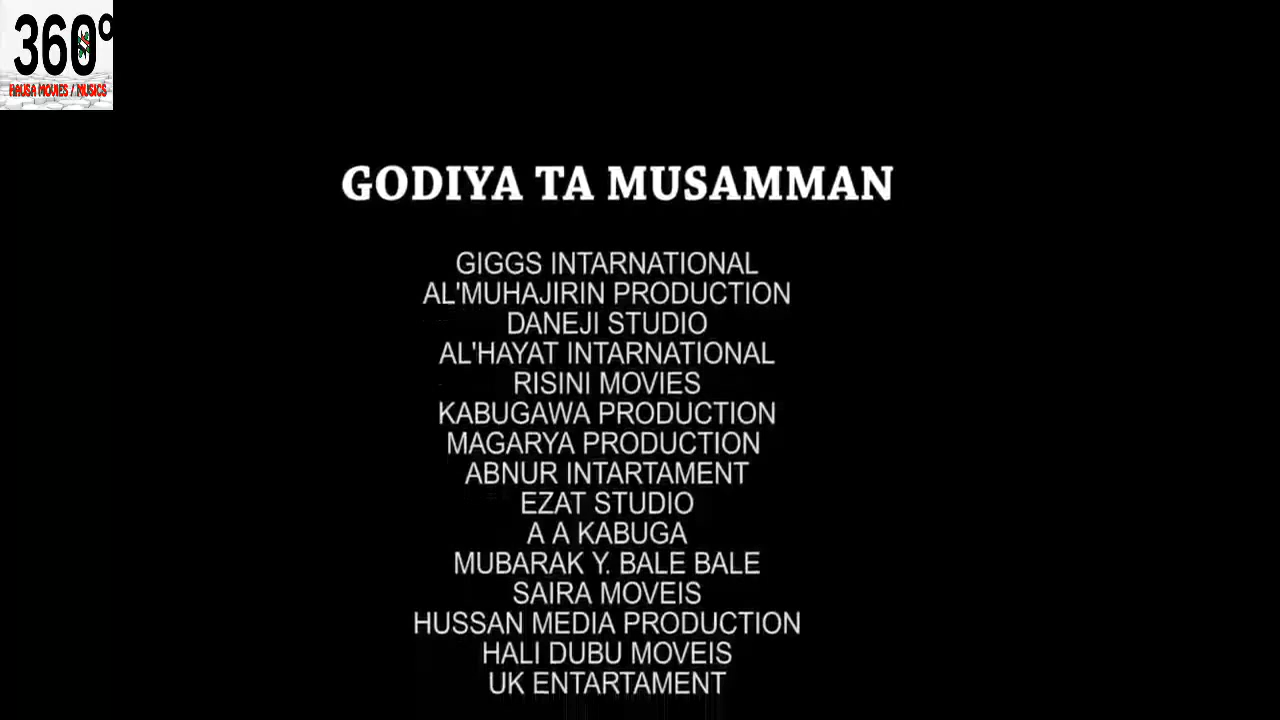 360°
HAUSA MOVIES / MUSICS
GODIYA TA MUSAMMAN
GIGGS INTARNATIONAL
AL'MUHAJIRIN PRODUCTION
DANEJI STUDIO
AL'HAYAT INTARNATIONAL
RISINI MOVIES
KABUGAWA PRODUCTION
MAGARYA PRODUCTION
ABNUR INTARTAMENT
EZAT STUDIO
A A KABUGA
MUBARAK Y. BALE BALE
SAIRA MOVEIS
HUSSAN MEDIA PRODUCTION
HALI DUBU MOVEIS
UK ENTARTAMENT